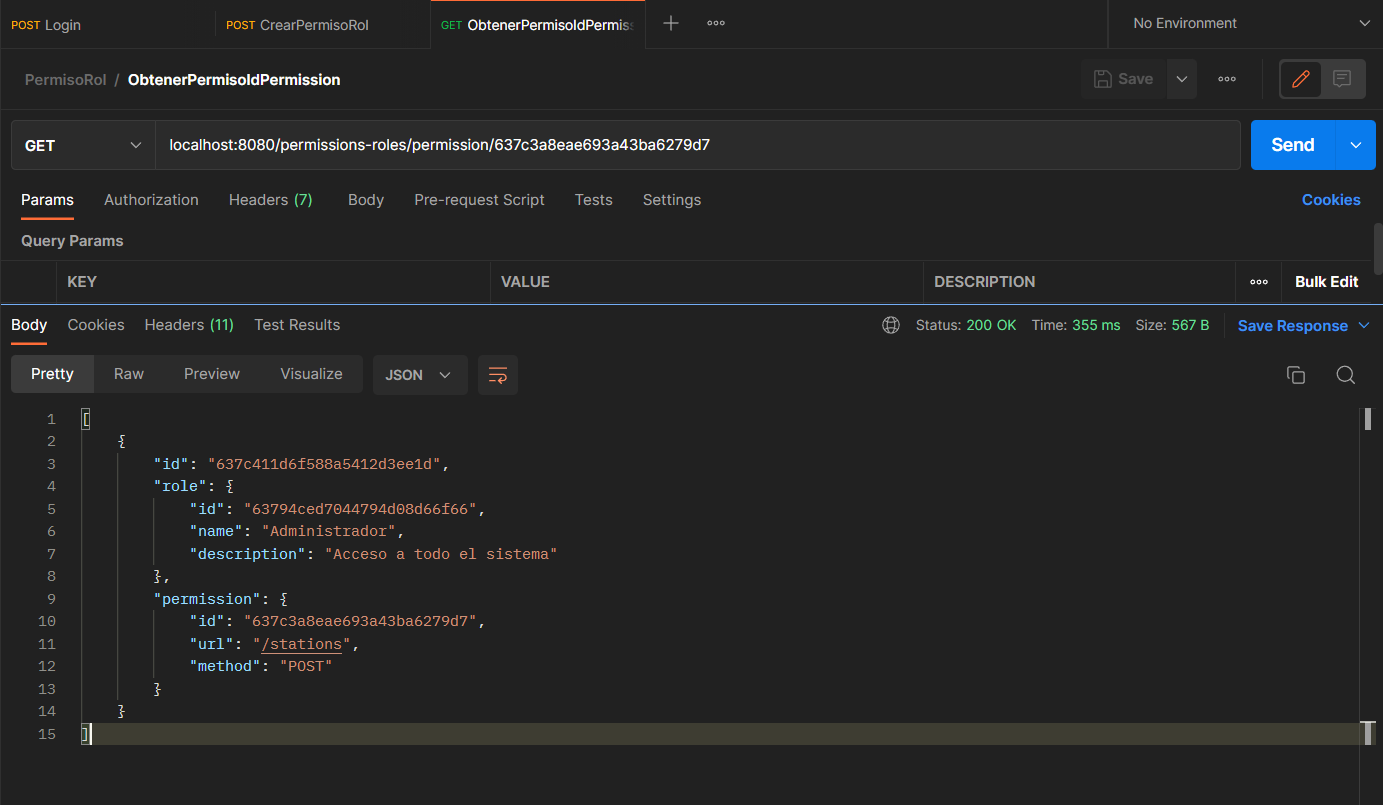 POST Login POST CrearPermisoRol GET ObtenerPermisoIdPermis No Environment
PermisoRol / ObtenerPermisoIdPermission Save
GET localhost:8080/permissions-roles/permission/637c3a8eae693a43ba6279d7 Send
Params Authorization Headers (7) Body Pre-request Script Tests Settings Cookies
Query Params
KEY VALUE DESCRIPTION Bulk Edit
Body Cookies Headers (11) Test Results Status: 200 OK Time: 355 ms Size: 567 B Save Response
Pretty Raw Preview Visualize JSON
1 [
2 {
3 "id": "637c411d6f588a5412d3ee1d",
4 "role": {
5 "id": "63794ced7044794d08d66f66",
6 "name": "Administrador",
7 "description": "Acceso a todo el sistema"
8 },
9 "permission": {
10 "id": "637c3a8eae693a43ba6279d7",
11 "url": "/stations",
12 "method": "POST"
13 }
14 }
15 ]